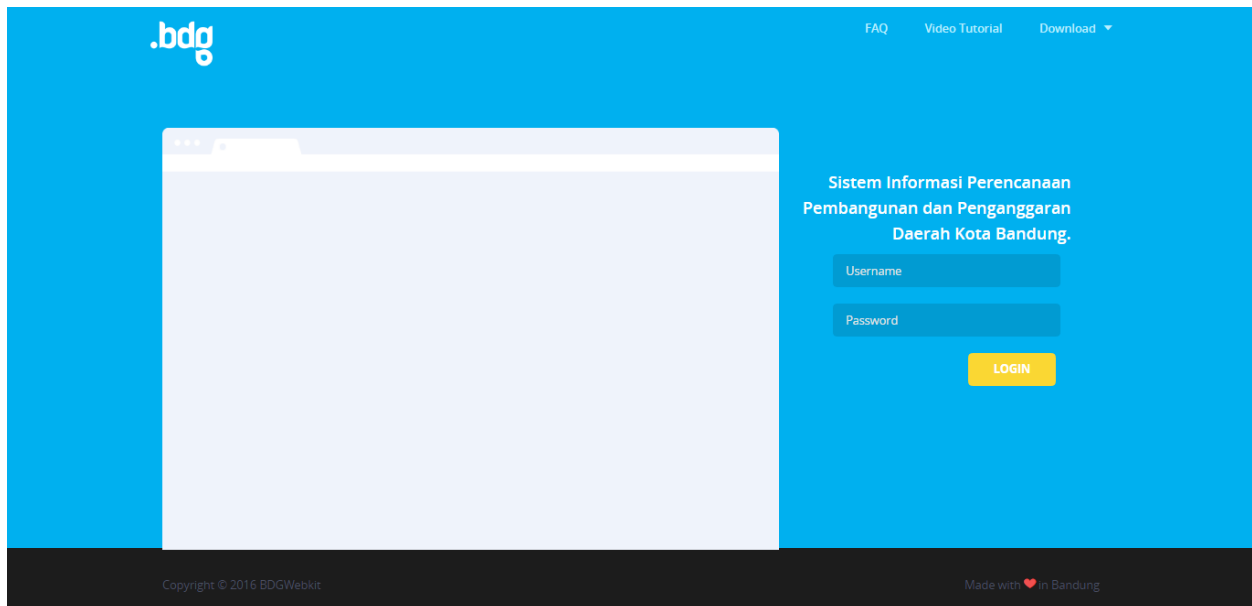 .bdg
FAQ Video Tutorial Download
Sistem Informasi Perencanaan
Pembangunan dan Penganggaran
Daerah Kota Bandung.
Username
Password
LOGIN
Copyright © 2016 BDGWebkit
Made with ❤ in Bandung